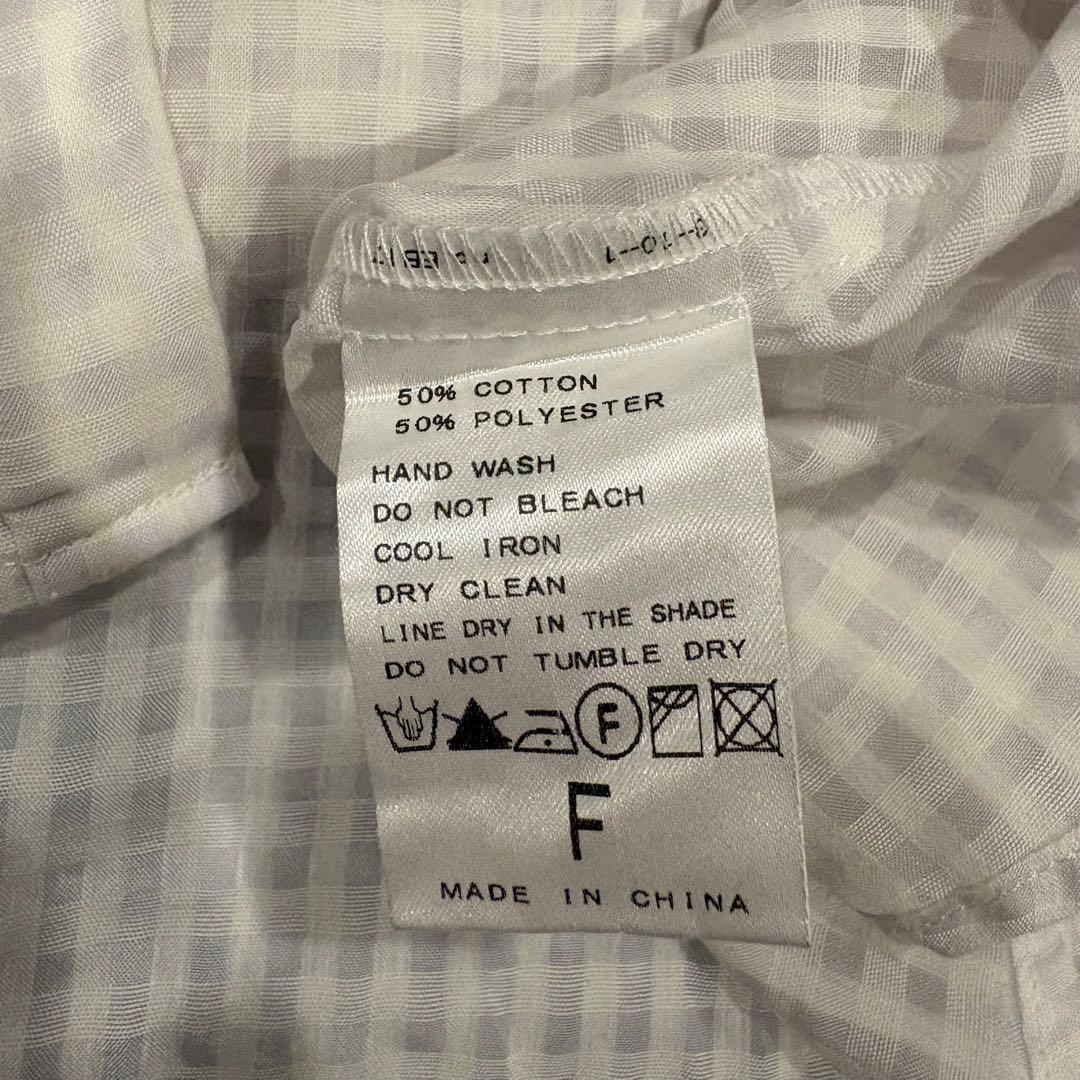 50% COTTON
50% POLYESTER
HAND WASH
DO NOT BLEACH
COOL IRON
DRY CLEAN
LINE DRY IN THE SHADE
DO NOT TUMBLE DRY
F
F
MADE IN CHINA